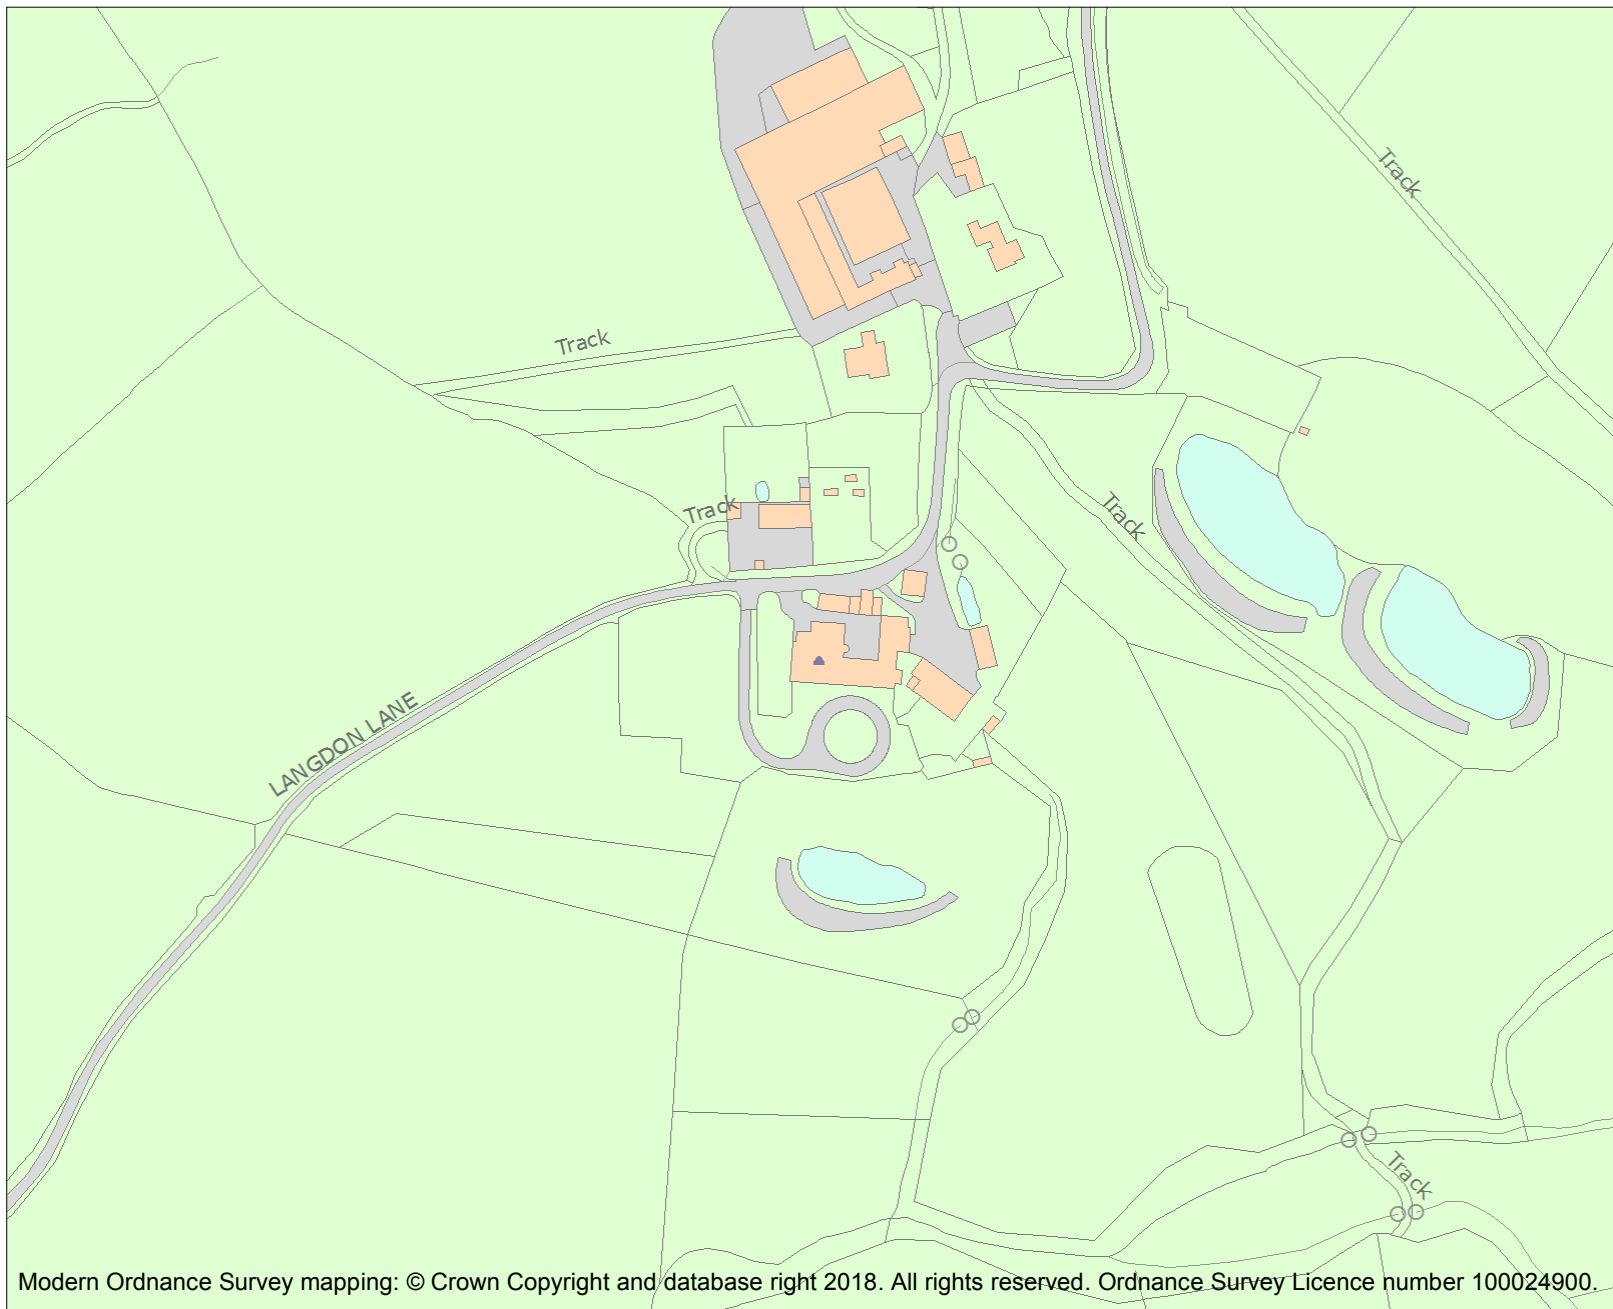 Track
Track
Track
Track
LANGDON LANE
Track
Modern Ordnance Survey mapping: © Crown Copyright and database right 2018. All rights reserved. Ordnance Survey Licence number 100024900.